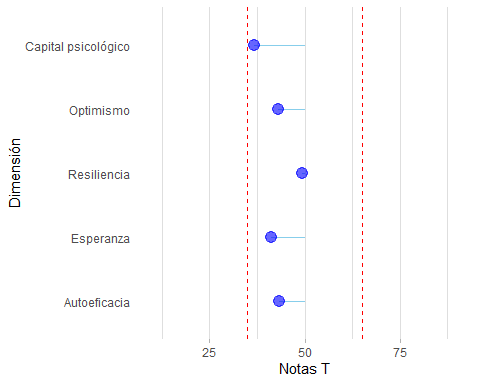 Capital psicológico
Optimismo
Resiliencia
Esperanza
Autoeficacia
Dimensión
25
50
75
Notas T